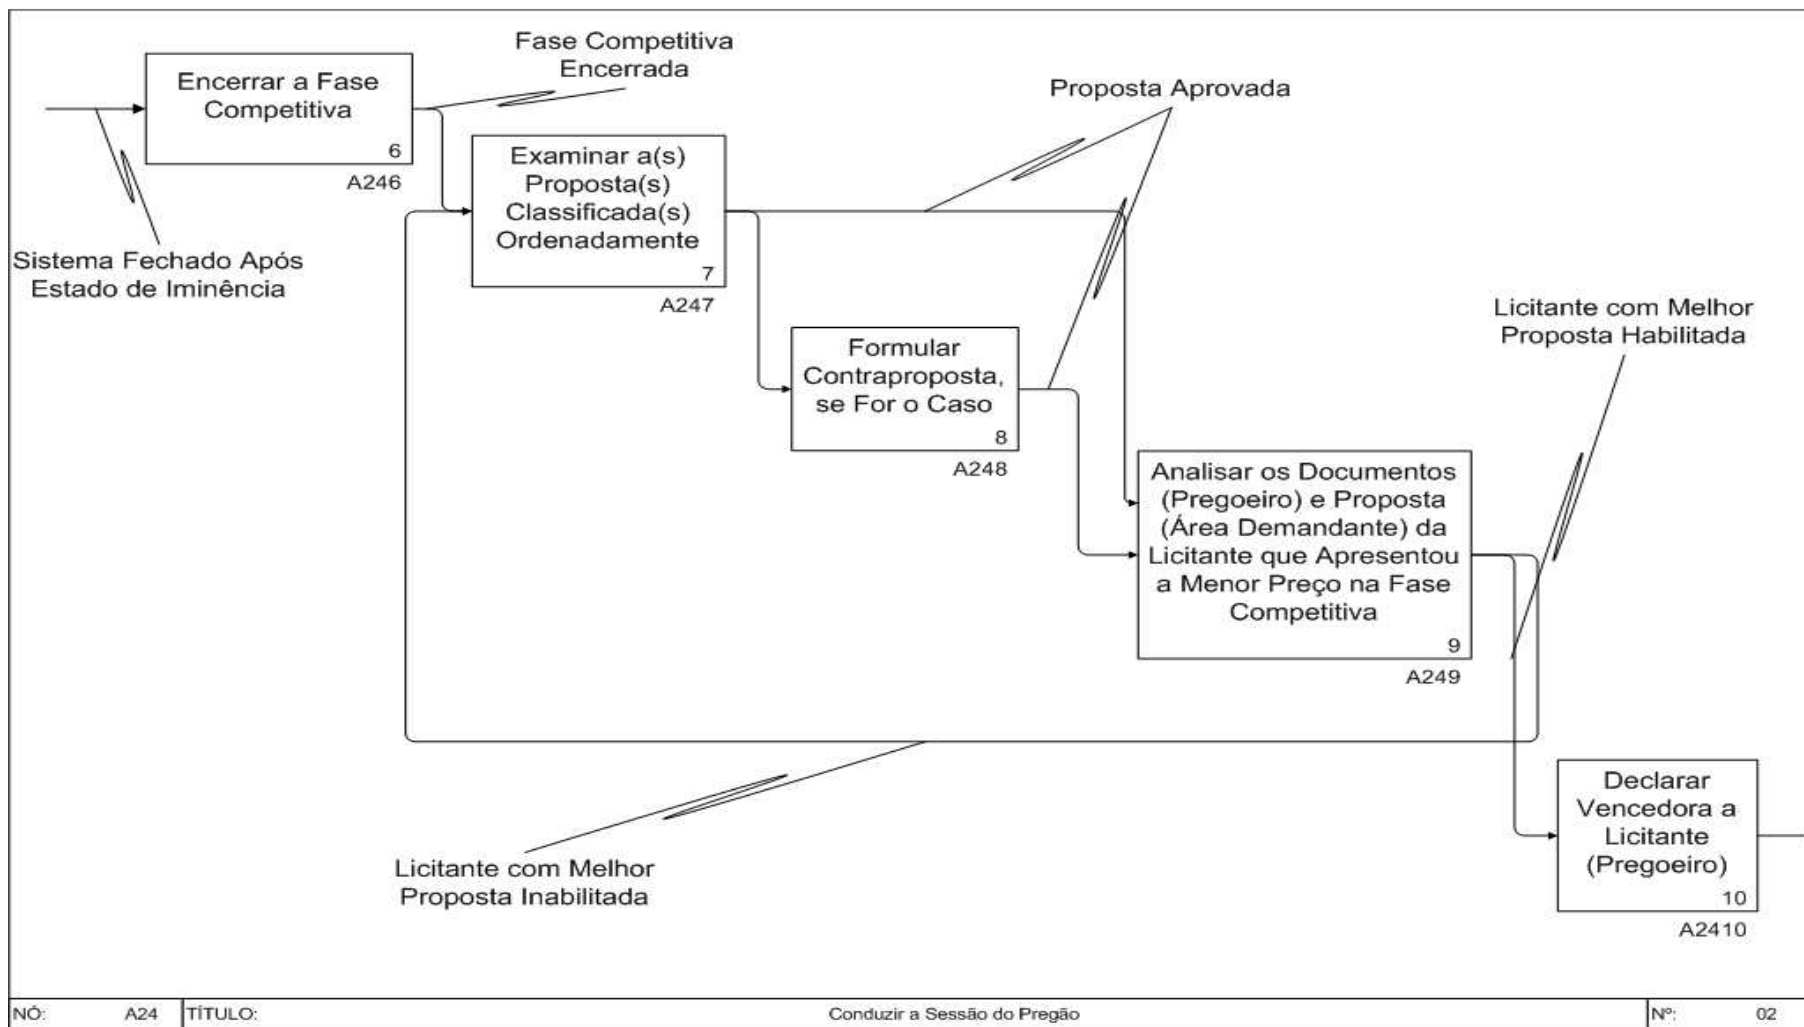 Encerrar a Fase
Competitiva
6
A246
Fase Competitiva
Encerrada
Proposta Aprovada
Examinar a(s)
Proposta(s)
Classificada(s)
Ordenadamente
7
A247
Sistema Fechado Após
Estado de Iminência
Formular
Contraproposta,
se For o Caso
8
A248
Licitante com Melhor
Proposta Habilitada
Analisar os Documentos
(Pregoeiro) e Proposta
(Área Demandante) da
Licitante que Apresentou
a Menor Preço na Fase
Competitiva
9
A249
Licitante com Melhor
Proposta Inabilitada
Declarar
Vencedora a
Licitante
(Pregoeiro)
10
A2410
NÓ: A24 TÍTULO: Conduzir a Sessão do Pregão Nº: 02